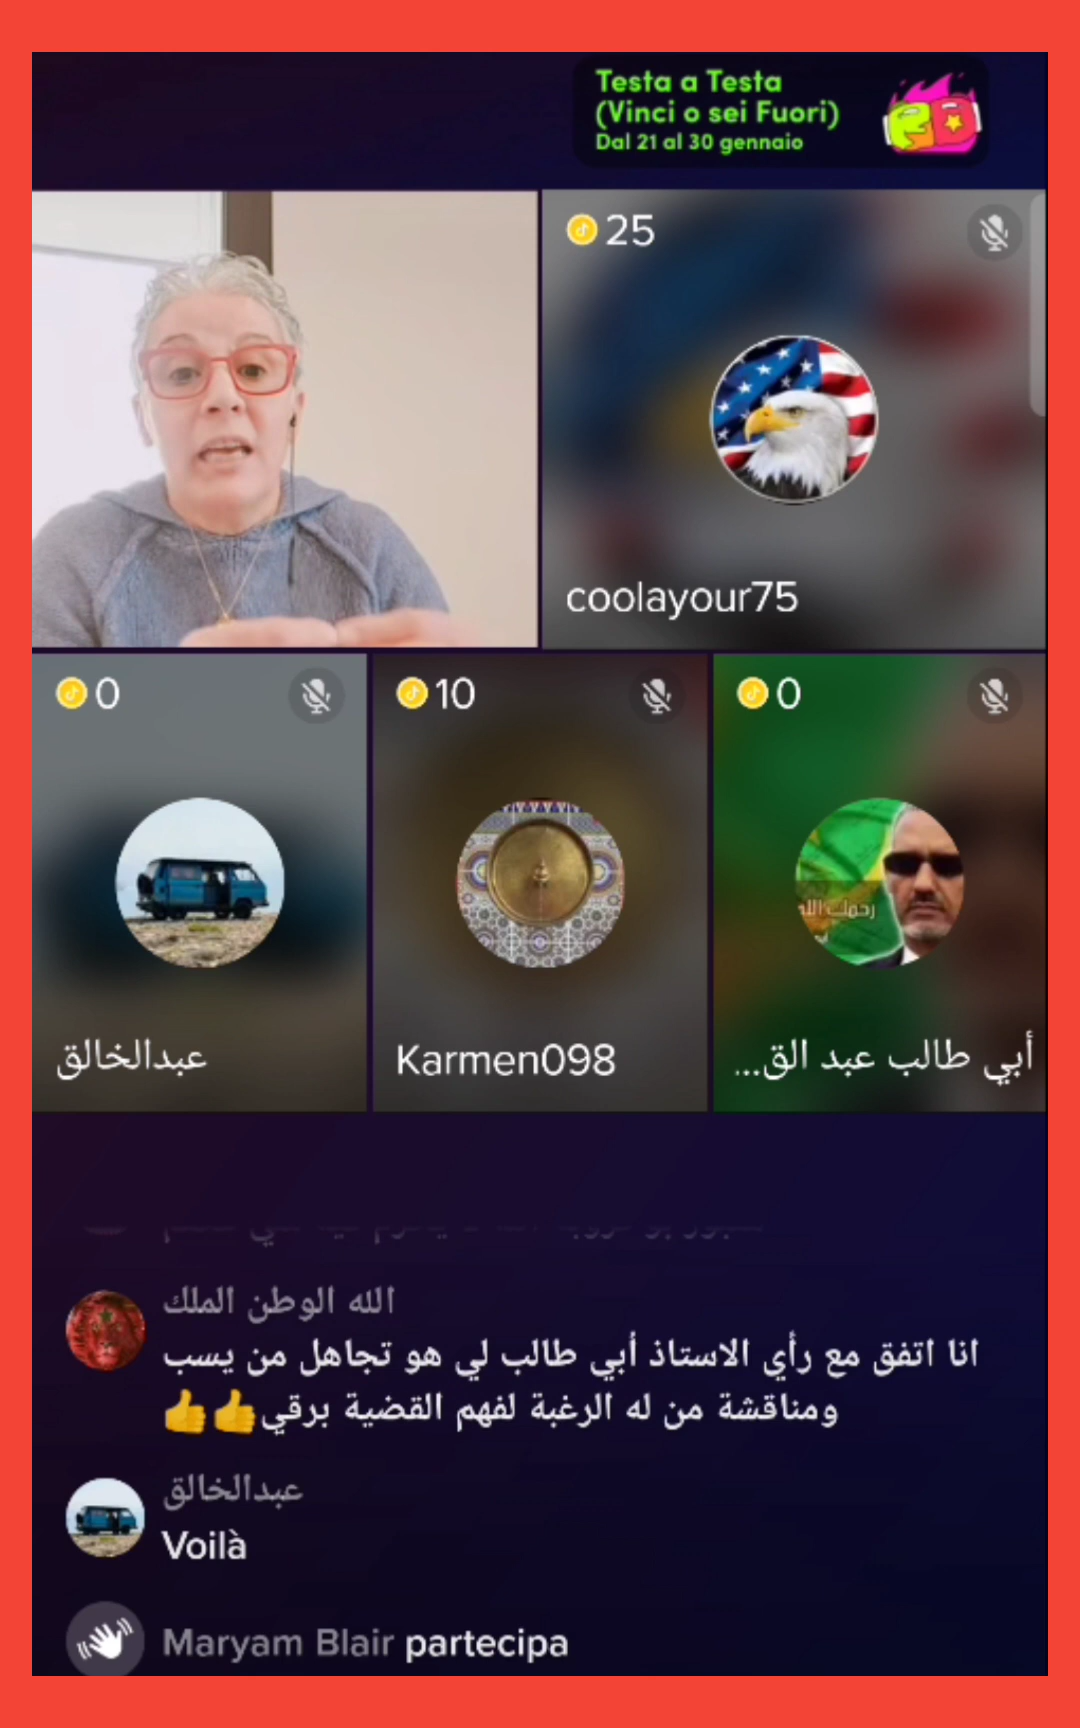 Testa a Testa
(Vinci o sei Fuori)
Dal 21 al 30 gennaio
25
coolayour75
0
10
0
رحمك الله
عبدالخالق
Karmen098
أبي طالب عبد الق...
الله الوطن الملك
انا اتفق مع رأي الاستاذ أبي طالب لي هو تجاهل من يسب
ومناقشة من له الرغبة لفهم القضية برقي👍👍
عبدالخالق
Voilà
Maryam Blair partecipa